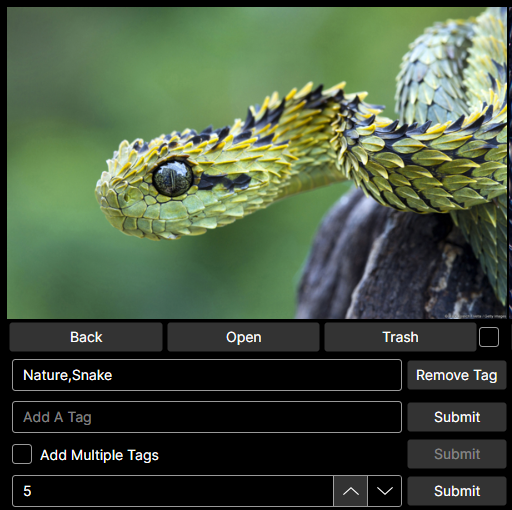 Back Open Trash
Nature,Snake Remove Tag
Add A Tag Submit
Add Multiple Tags Submit
5 Submit